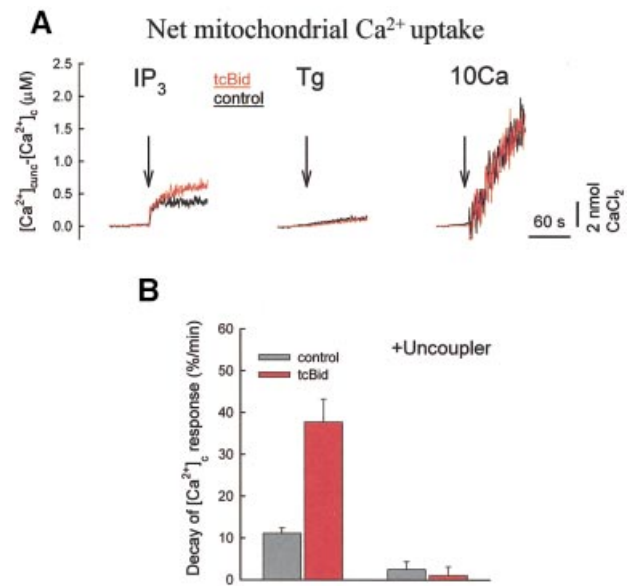 A
Net mitochondrial Ca²⁺ uptake
IP₃
tcBid
control
Tg
10Ca
[Ca²⁺]cunc-[Ca²⁺]c (μM)
2.5
2.0
1.5
1.0
0.5
0.0
60 s
2 nmol
CaCl₂
B
Decay of [Ca²⁺]c response (%/min)
60
50
40
30
20
10
0
control
tcBid
+Uncoupler